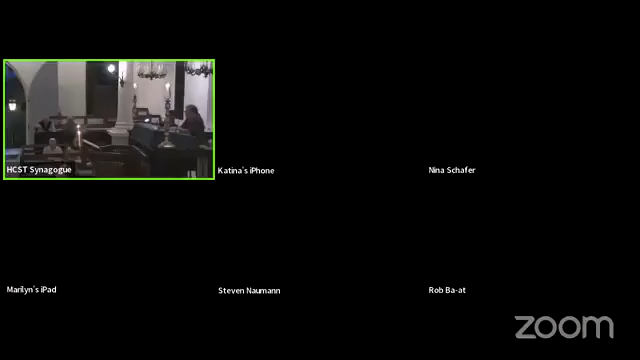 HCST Synagogue
Katina's iPhone
Nina Schafer
Marilyn's iPad
Steven Naumann
Rob Ba-at
zoom